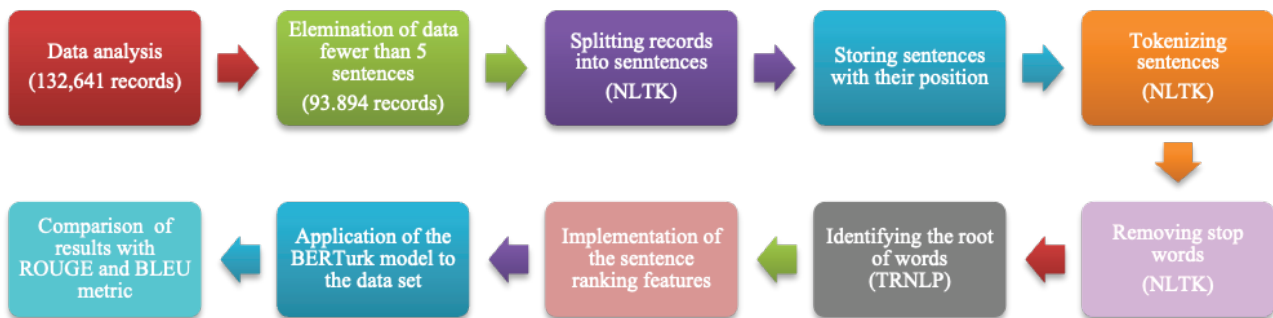 Data analysis
(132,641 records)
Elemination of data
fewer than 5
sentences
(93.894 records)
Splitting records
into senntences
(NLTK)
Storing sentences
with their position
Tokenizing
sentences
(NLTK)
Removing stop
words
(NLTK)
Identifying the root
of words
(TRNLP)
Implementation of
the sentence
ranking features
Application of the
BERTurk model to
the data set
Comparison of
results with
ROUGE and BLEU
metric